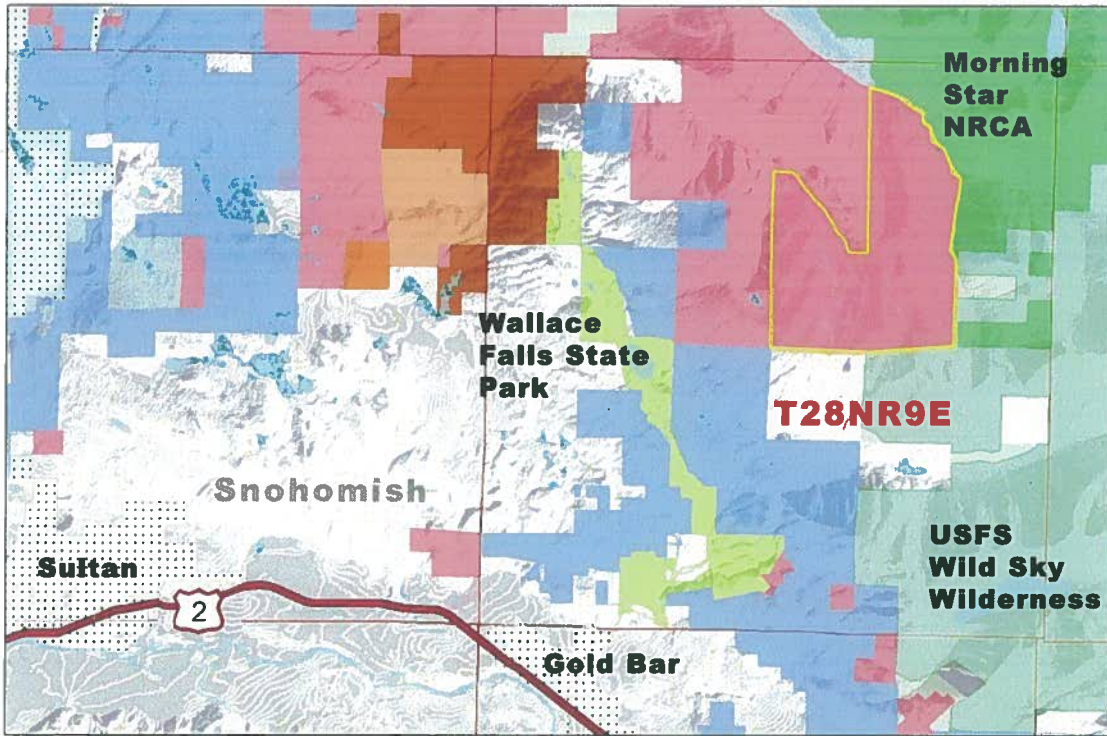 Morning
Star
NRCA
Wallace
Falls State
Park
T28NR9E
Snohomish
Sultan
2
USFS
Wild Sky
Wilderness
Gold Bar